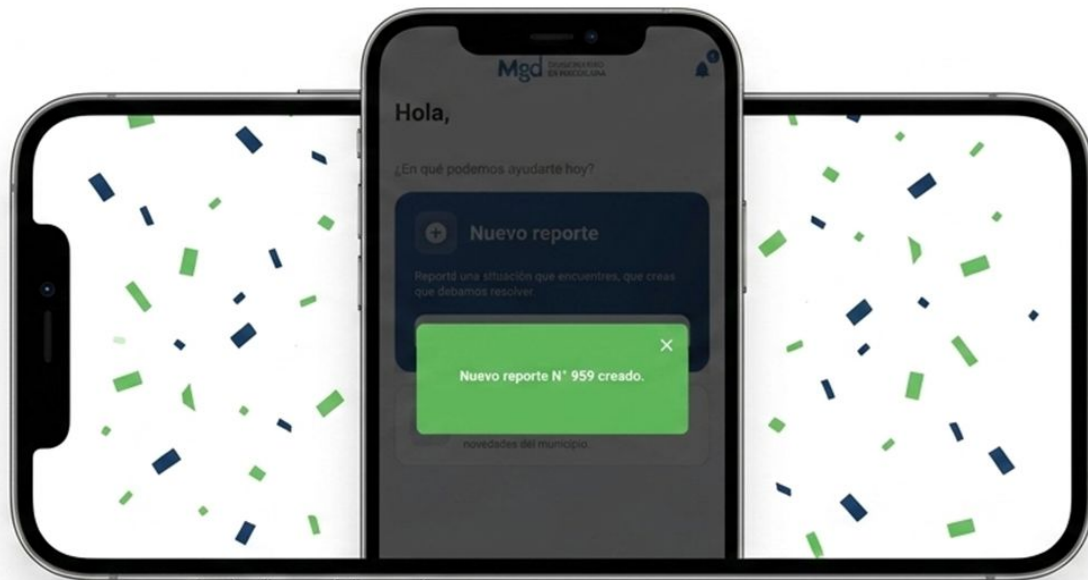 Mgd
Hola,
¿En qué podemos ayudarte hoy?
Nuevo reporte
Reportá una situación que encuentres, que creas
que debamos resolver.
Nuevo reporte N° 959 creado.
novedades del municipio.